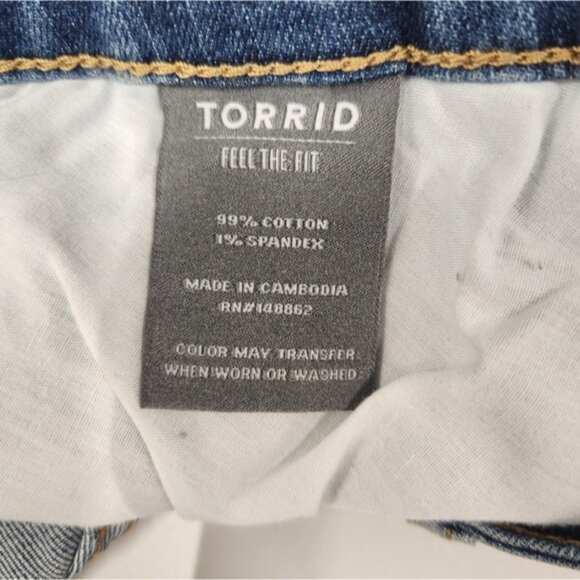 TORRID
FEEL THE FIT
99% COTTON
1% SPANDEX
MADE IN CAMBODIA
RN#148862
COLOR MAY TRANSFER
WHEN WORN OR WASHED.